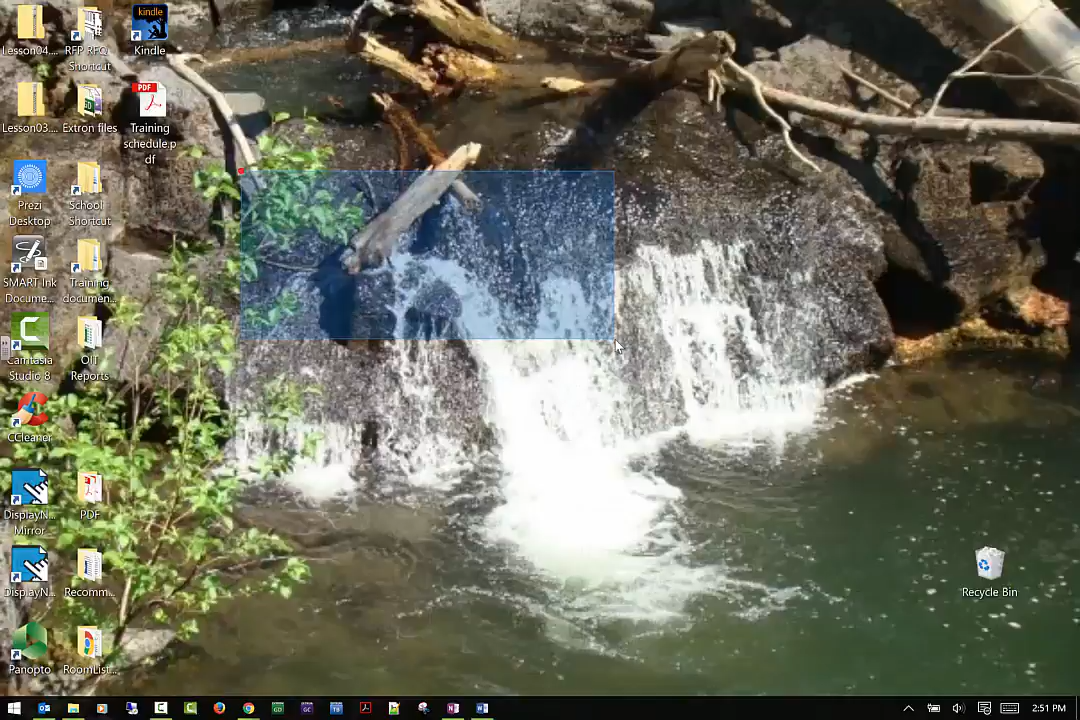 Lesson04....
RFP RFQ
Shortcut
kindle
Kindle
Lesson03....
Extron files
PDF
Training
schedule.p
df
Prezi
Desktop
School
Shortcut
SMART Ink
Docume...
Training
documen...
Camtasia
Studio 8
OIT
Reports
CCleaner
DisplayN...
Mirror
PDF
DisplayN...
Recomm...
Panopto
RoomList...
Recycle Bin
2:51 PM